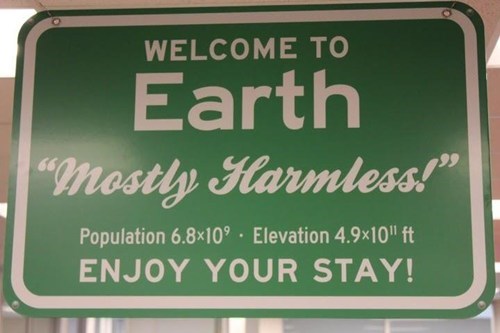 WELCOME TO
Earth
“Mostly Harmless!”
Population 6.8×10⁹ · Elevation 4.9×10¹¹ ft
ENJOY YOUR STAY!